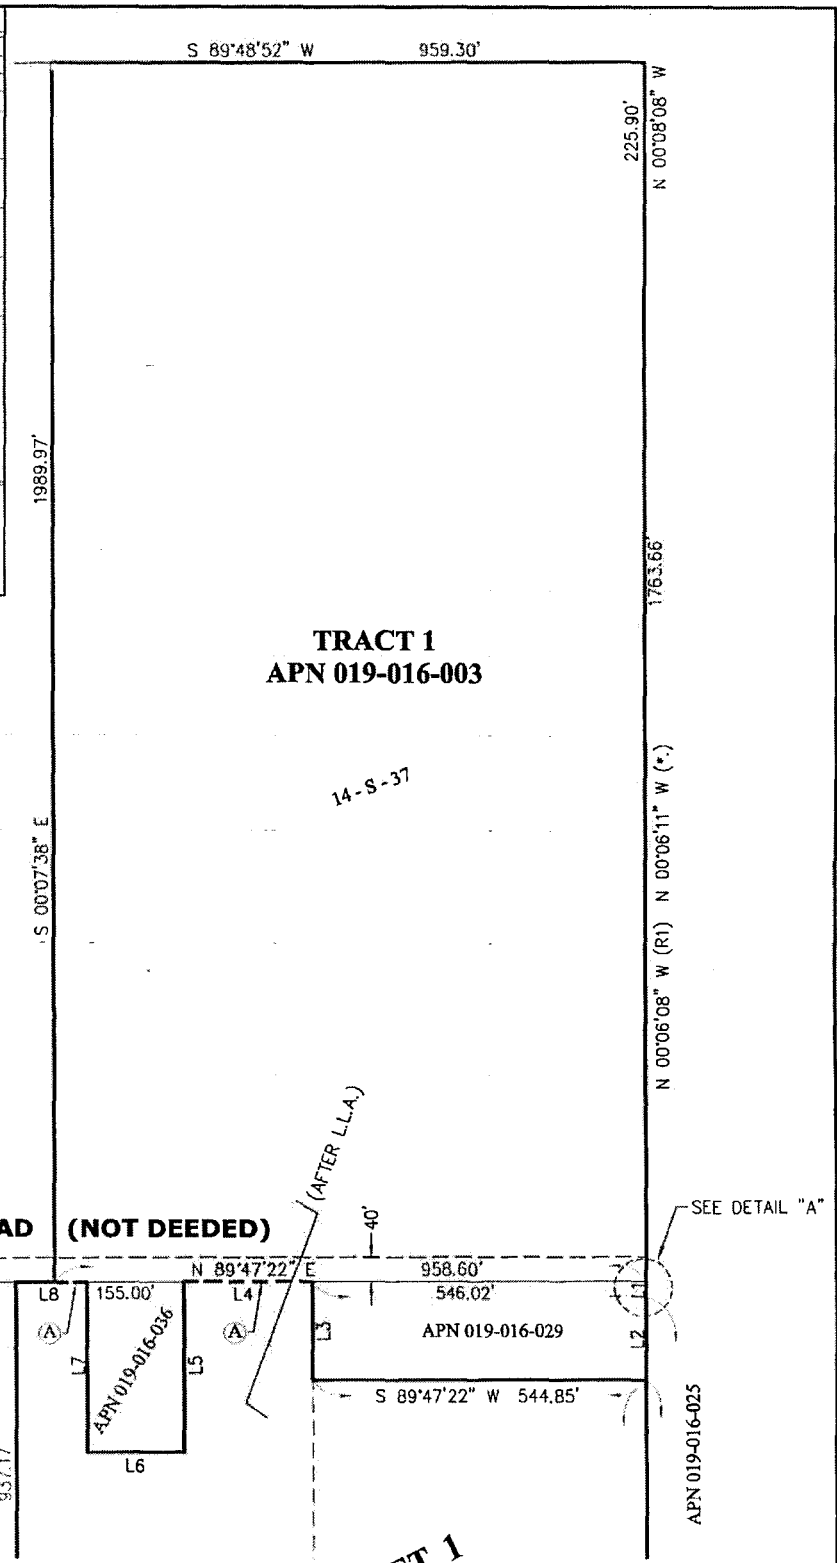 S 89°48'52" W 959.30'
225.90'
N 00°08'08" W
1989.97'
1763.66'
TRACT 1
APN 019-016-003
14-S-37
S 00°07'38" E
N 00°06'08" W (R1) N 00°06'11" W (*.)
(AFTER L.L.A.)
SEE DETAIL "A"
AD (NOT DEEDED)
40'
N 89°47'22" E 958.60'
L8 155.00' L4 546.02' L1
A A
L7 APN 019-016-036 L5 L3 APN 019-016-029 L2
S 89°47'22" W 544.85'
APN 019-016-025
L6
937.17
CT 1